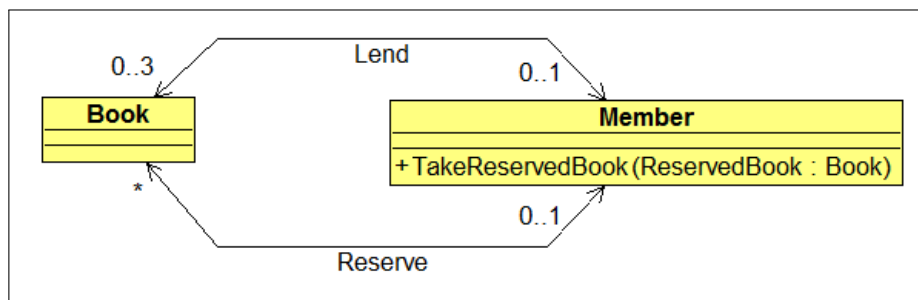 Lend
0..3
0..1
Book
Member
+TakeReservedBook(ReservedBook : Book)
*
0..1
Reserve